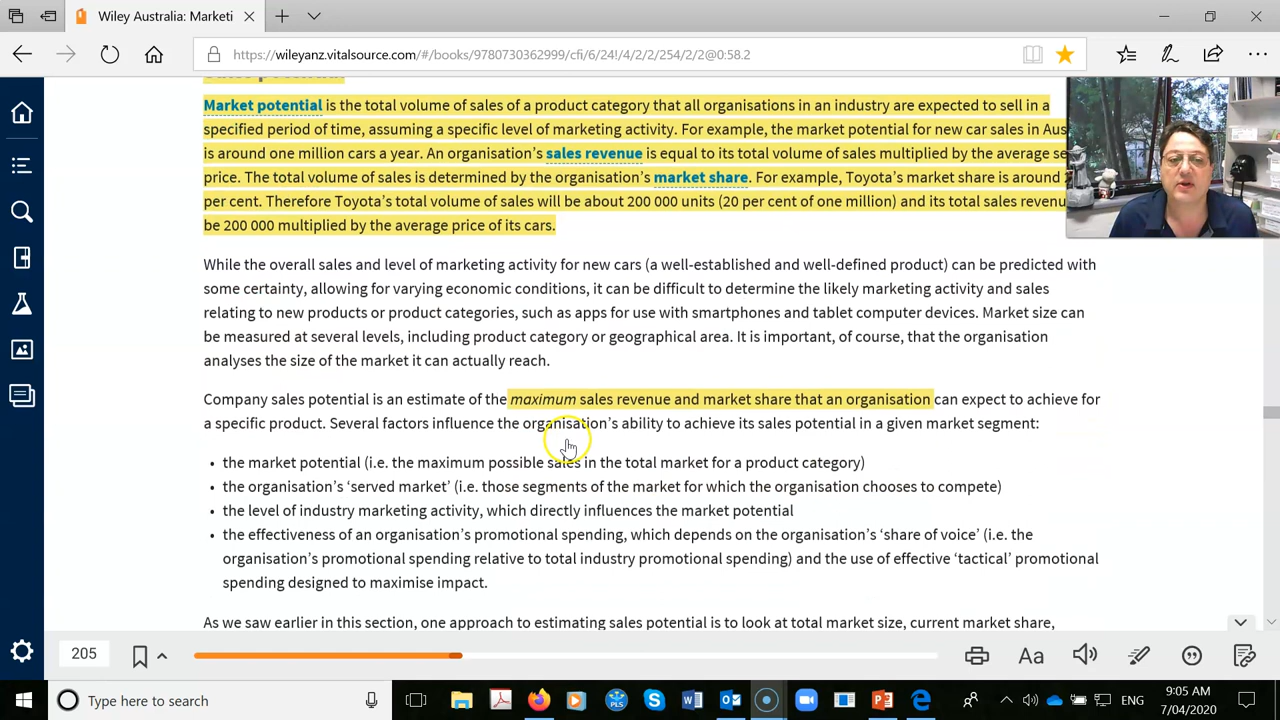 Wiley Australia: Marketi
https://wileyanz.vitalsource.com/#/books/9780730362999/cfi/6/24!/4/2/2/254/2/2@0:58.2
Market potential is the total volume of sales of a product category that all organisations in an industry are expected to sell in a
specified period of time, assuming a specific level of marketing activity. For example, the market potential for new car sales in Aus
is around one million cars a year. An organisation’s sales revenue is equal to its total volume of sales multiplied by the average se
price. The total volume of sales is determined by the organisation’s market share. For example, Toyota’s market share is around
per cent. Therefore Toyota’s total volume of sales will be about 200 000 units (20 per cent of one million) and its total sales revenu
be 200 000 multiplied by the average price of its cars.
While the overall sales and level of marketing activity for new cars (a well-established and well-defined product) can be predicted with
some certainty, allowing for varying economic conditions, it can be difficult to determine the likely marketing activity and sales
relating to new products or product categories, such as apps for use with smartphones and tablet computer devices. Market size can
be measured at several levels, including product category or geographical area. It is important, of course, that the organisation
analyses the size of the market it can actually reach.
Company sales potential is an estimate of the maximum sales revenue and market share that an organisation can expect to achieve for
a specific product. Several factors influence the organisation’s ability to achieve its sales potential in a given market segment:
• the market potential (i.e. the maximum possible sales in the total market for a product category)
• the organisation’s ‘served market’ (i.e. those segments of the market for which the organisation chooses to compete)
• the level of industry marketing activity, which directly influences the market potential
• the effectiveness of an organisation’s promotional spending, which depends on the organisation’s ‘share of voice’ (i.e. the
organisation’s promotional spending relative to total industry promotional spending) and the use of effective ‘tactical’ promotional
spending designed to maximise impact.
As we saw earlier in this section, one approach to estimating sales potential is to look at total market size, current market share,
205
Aa
Type here to search
PLS
ENG
9:05 AM
7/04/2020